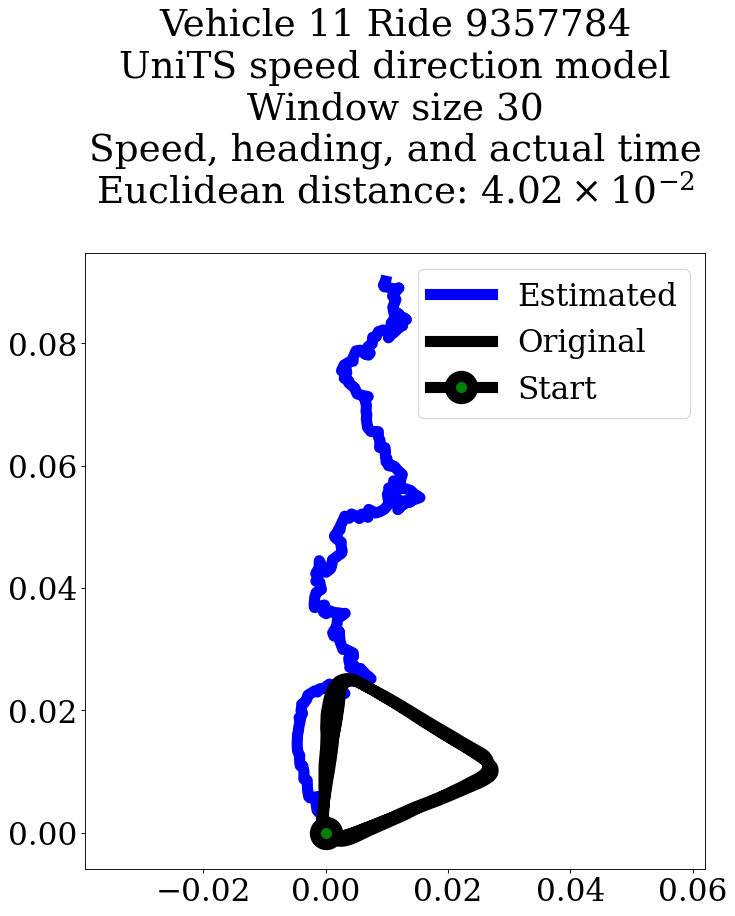 Vehicle 11 Ride 9357784
UniTS speed direction model
Window size 30
Speed, heading, and actual time
Euclidean distance: 4.02 × 10⁻²
Estimated
Original
Start
0.08
0.06
0.04
0.02
0.00
−0.02 0.00 0.02 0.04 0.06